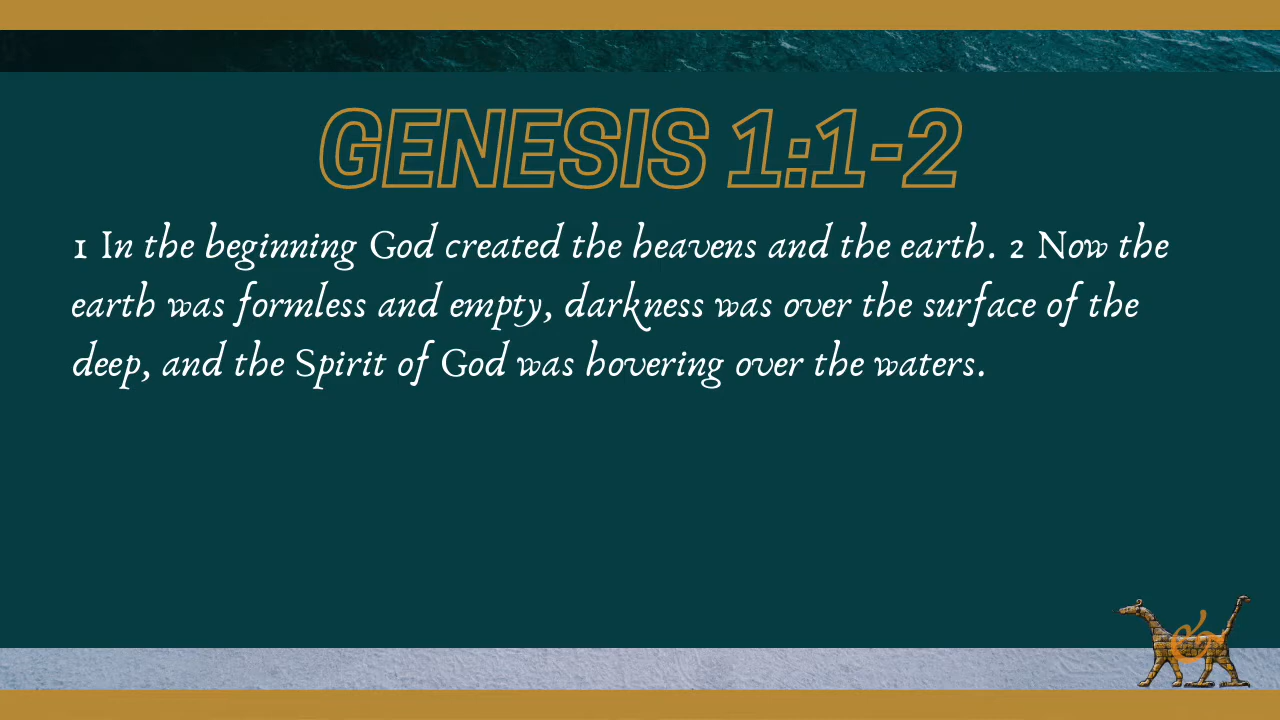 GENESIS 1:1-2
1 In the beginning God created the heavens and the earth. 2 Now the
earth was formless and empty, darkness was over the surface of the
deep, and the Spirit of God was hovering over the waters.